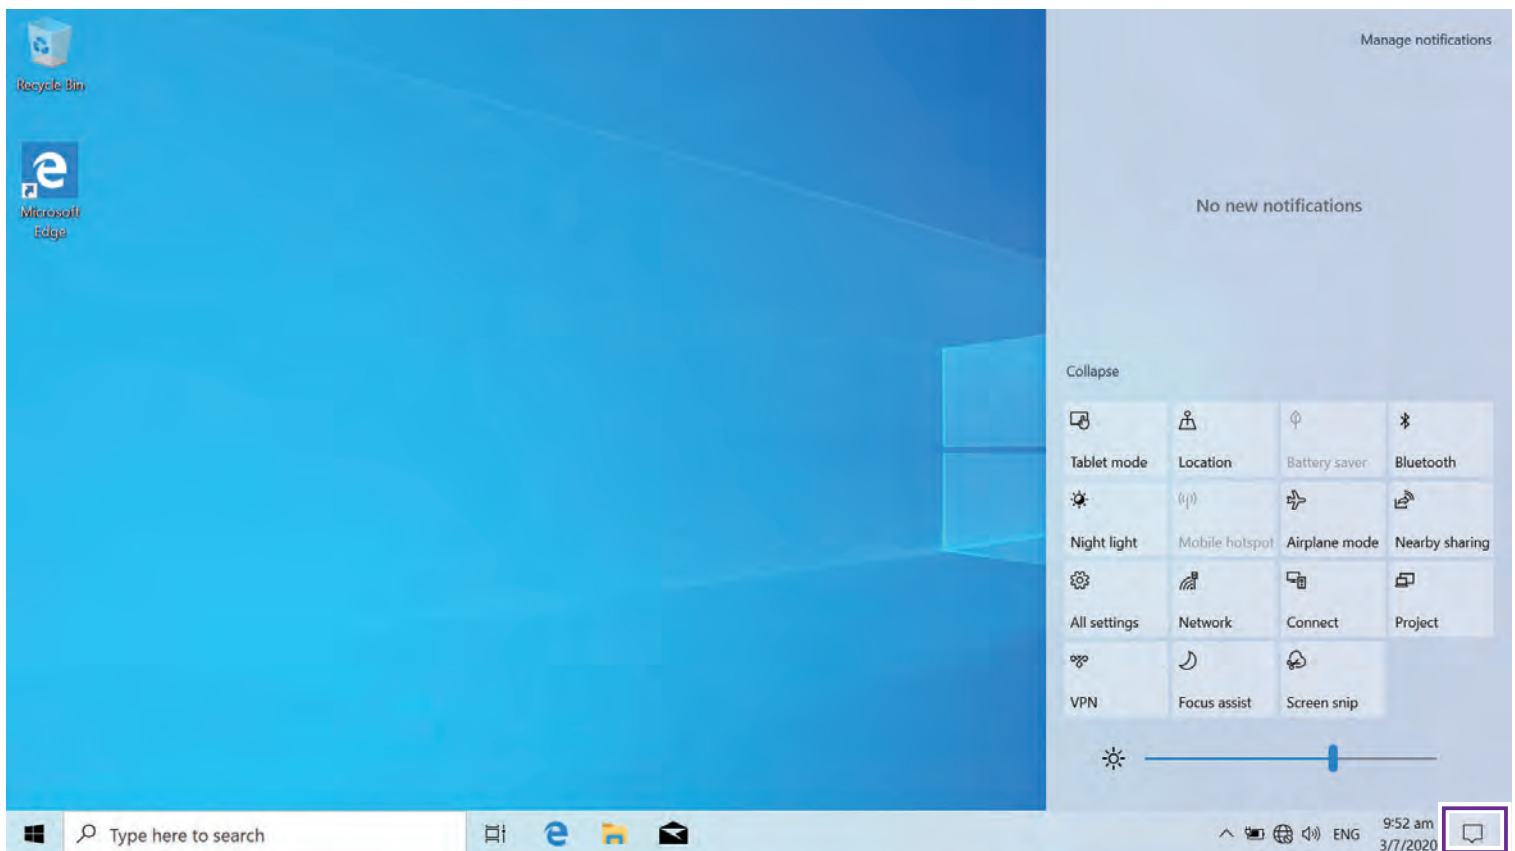 Recycle Bin
Microsoft
Edge
Manage notifications
No new notifications
Collapse
Tablet mode
Location
Battery saver
Bluetooth
Night light
Mobile hotspot
Airplane mode
Nearby sharing
All settings
Network
Connect
Project
VPN
Focus assist
Screen snip
Type here to search
ENG
9:52 am
3/7/2020